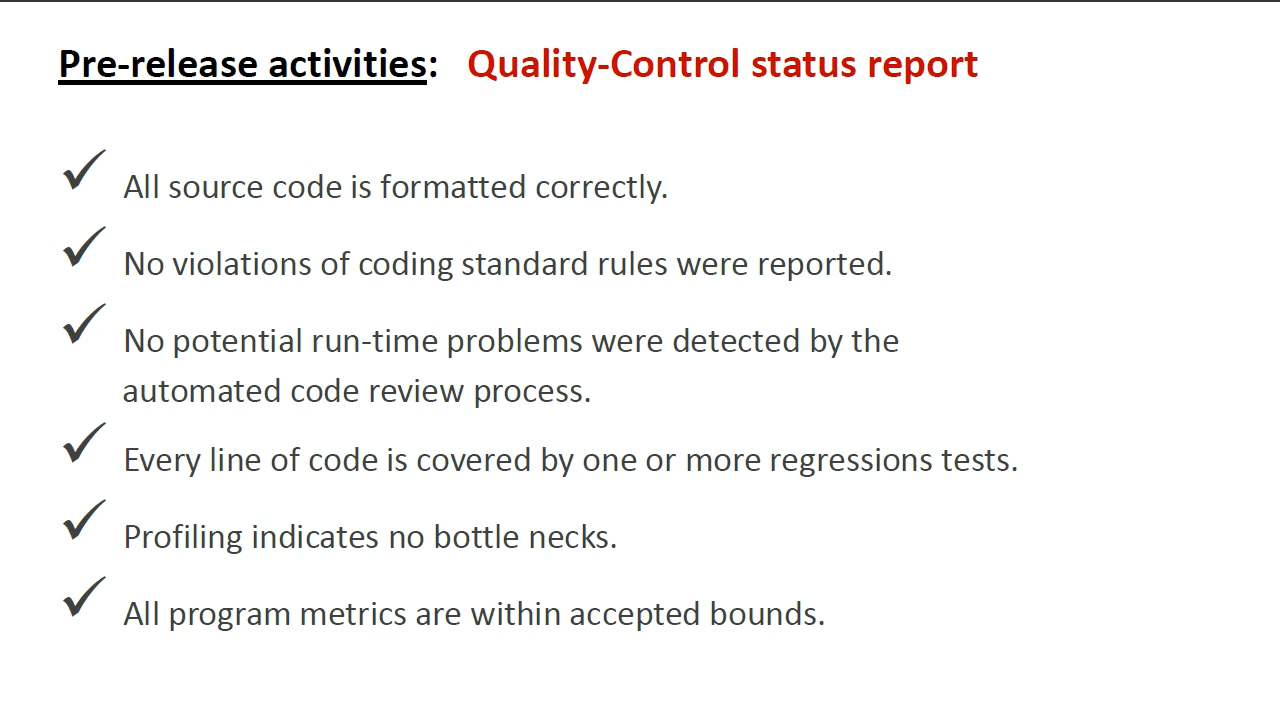 Pre-release activities: Quality-Control status report
✓ All source code is formatted correctly.
✓ No violations of coding standard rules were reported.
✓ No potential run-time problems were detected by the
automated code review process.
✓ Every line of code is covered by one or more regressions tests.
✓ Profiling indicates no bottle necks.
✓ All program metrics are within accepted bounds.